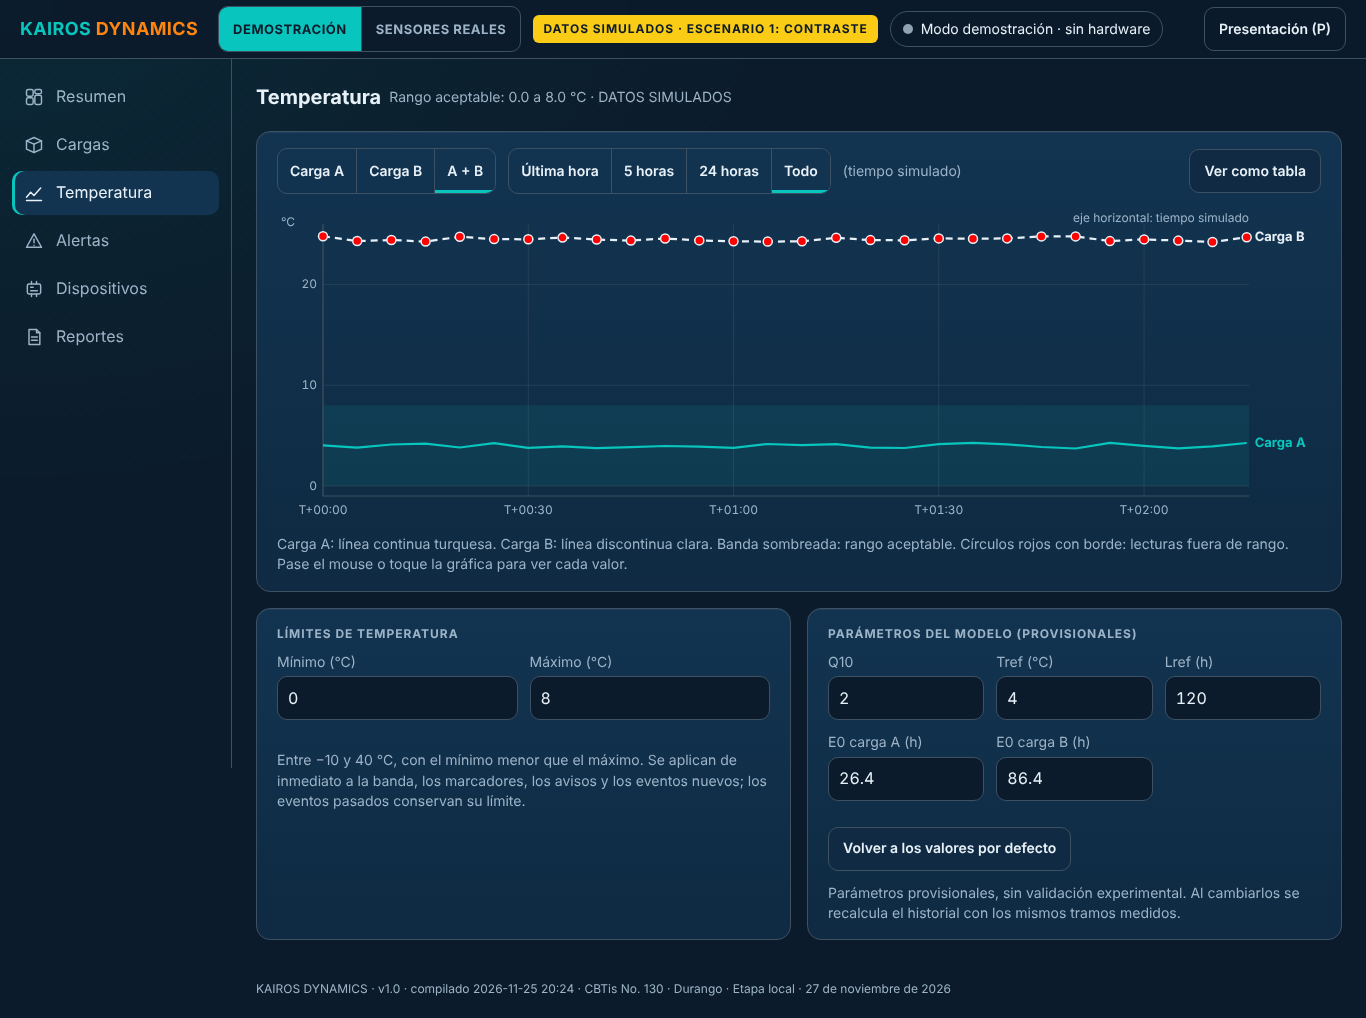 KAIROS DYNAMICS
DEMOSTRACIÓN
SENSORES REALES
DATOS SIMULADOS · ESCENARIO 1: CONTRASTE
Modo demostración · sin hardware
Presentación (P)
Resumen
Cargas
Temperatura
Alertas
Dispositivos
Reportes
Temperatura Rango aceptable: 0.0 a 8.0 °C · DATOS SIMULADOS
Carga A
Carga B
A + B
Última hora
5 horas
24 horas
Todo
(tiempo simulado)
Ver como tabla
°C
eje horizontal: tiempo simulado
Carga B
20
10
Carga A
0
T+00:00
T+00:30
T+01:00
T+01:30
T+02:00
Carga A: línea continua turquesa. Carga B: línea discontinua clara. Banda sombreada: rango aceptable. Círculos rojos con borde: lecturas fuera de rango.
Pase el mouse o toque la gráfica para ver cada valor.
LÍMITES DE TEMPERATURA
Mínimo (°C)
Máximo (°C)
0
8
Entre −10 y 40 °C, con el mínimo menor que el máximo. Se aplican de
inmediato a la banda, los marcadores, los avisos y los eventos nuevos; los
eventos pasados conservan su límite.
PARÁMETROS DEL MODELO (PROVISIONALES)
Q10
Tref (°C)
Lref (h)
2
4
120
E0 carga A (h)
E0 carga B (h)
26.4
86.4
Volver a los valores por defecto
Parámetros provisionales, sin validación experimental. Al cambiarlos se
recalcula el historial con los mismos tramos medidos.
KAIROS DYNAMICS · v1.0 · compilado 2026-11-25 20:24 · CBTis No. 130 · Durango · Etapa local · 27 de noviembre de 2026